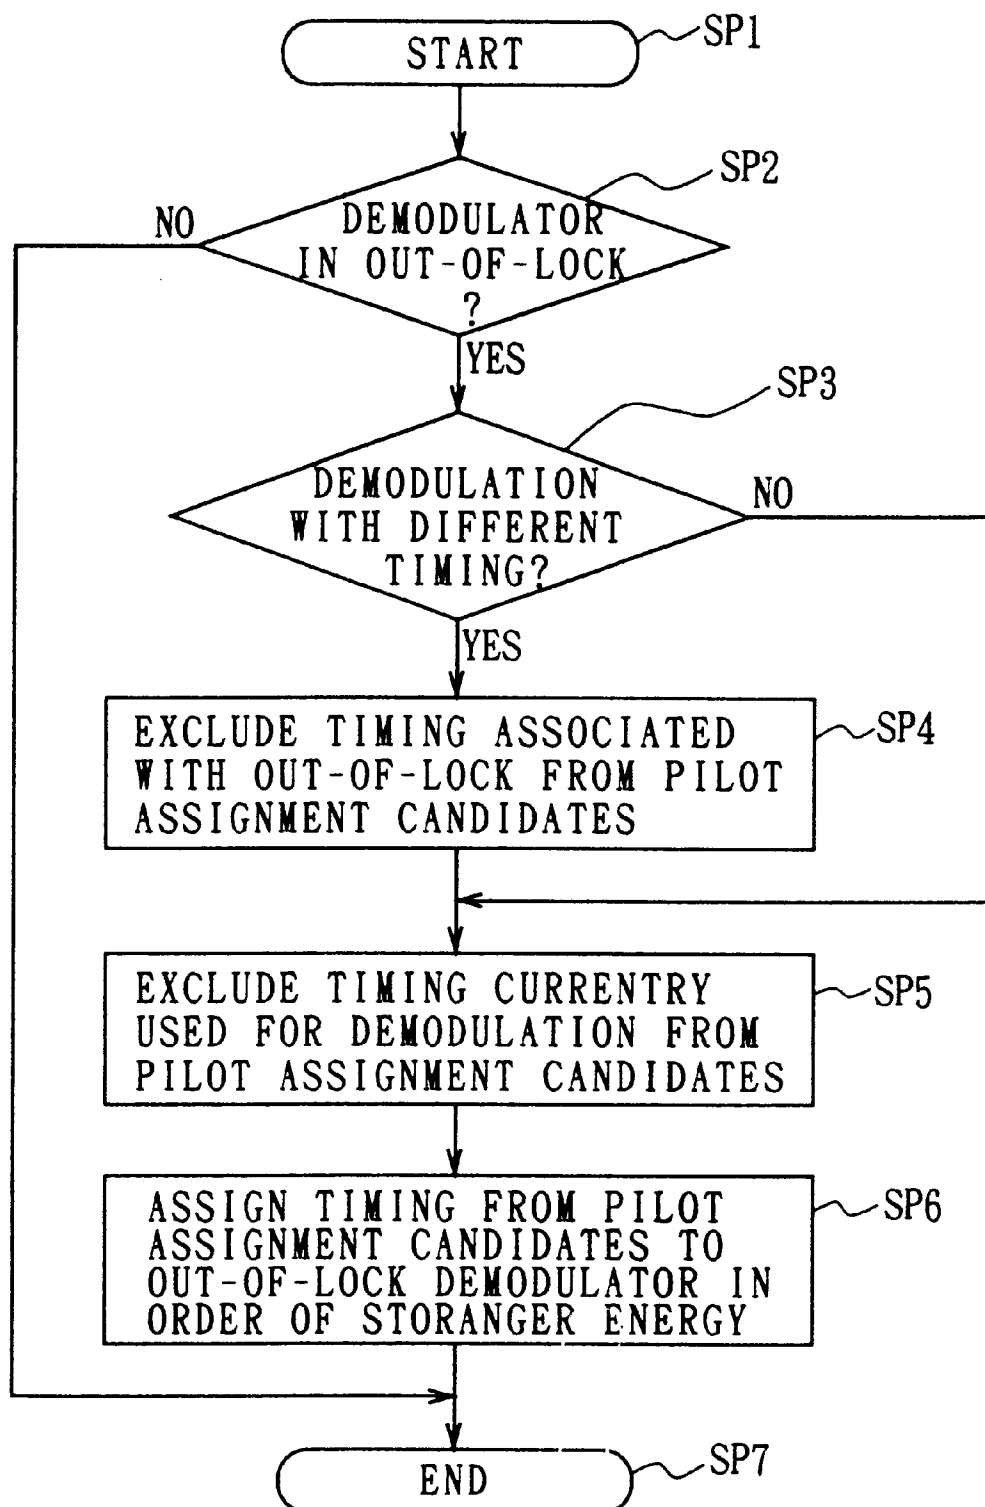 START
SP1
SP2
NO
DEMODULATOR
IN OUT-OF-LOCK
?
YES
SP3
DEMODULATION
WITH DIFFERENT
TIMING?
NO
YES
SP4
EXCLUDE TIMING ASSOCIATED
WITH OUT-OF-LOCK FROM PILOT
ASSIGNMENT CANDIDATES
SP5
EXCLUDE TIMING CURRENTRY
USED FOR DEMODULATION FROM
PILOT ASSIGNMENT CANDIDATES
SP6
ASSIGN TIMING FROM PILOT
ASSIGNMENT CANDIDATES TO
OUT-OF-LOCK DEMODULATOR IN
ORDER OF STORANGER ENERGY
SP7
END